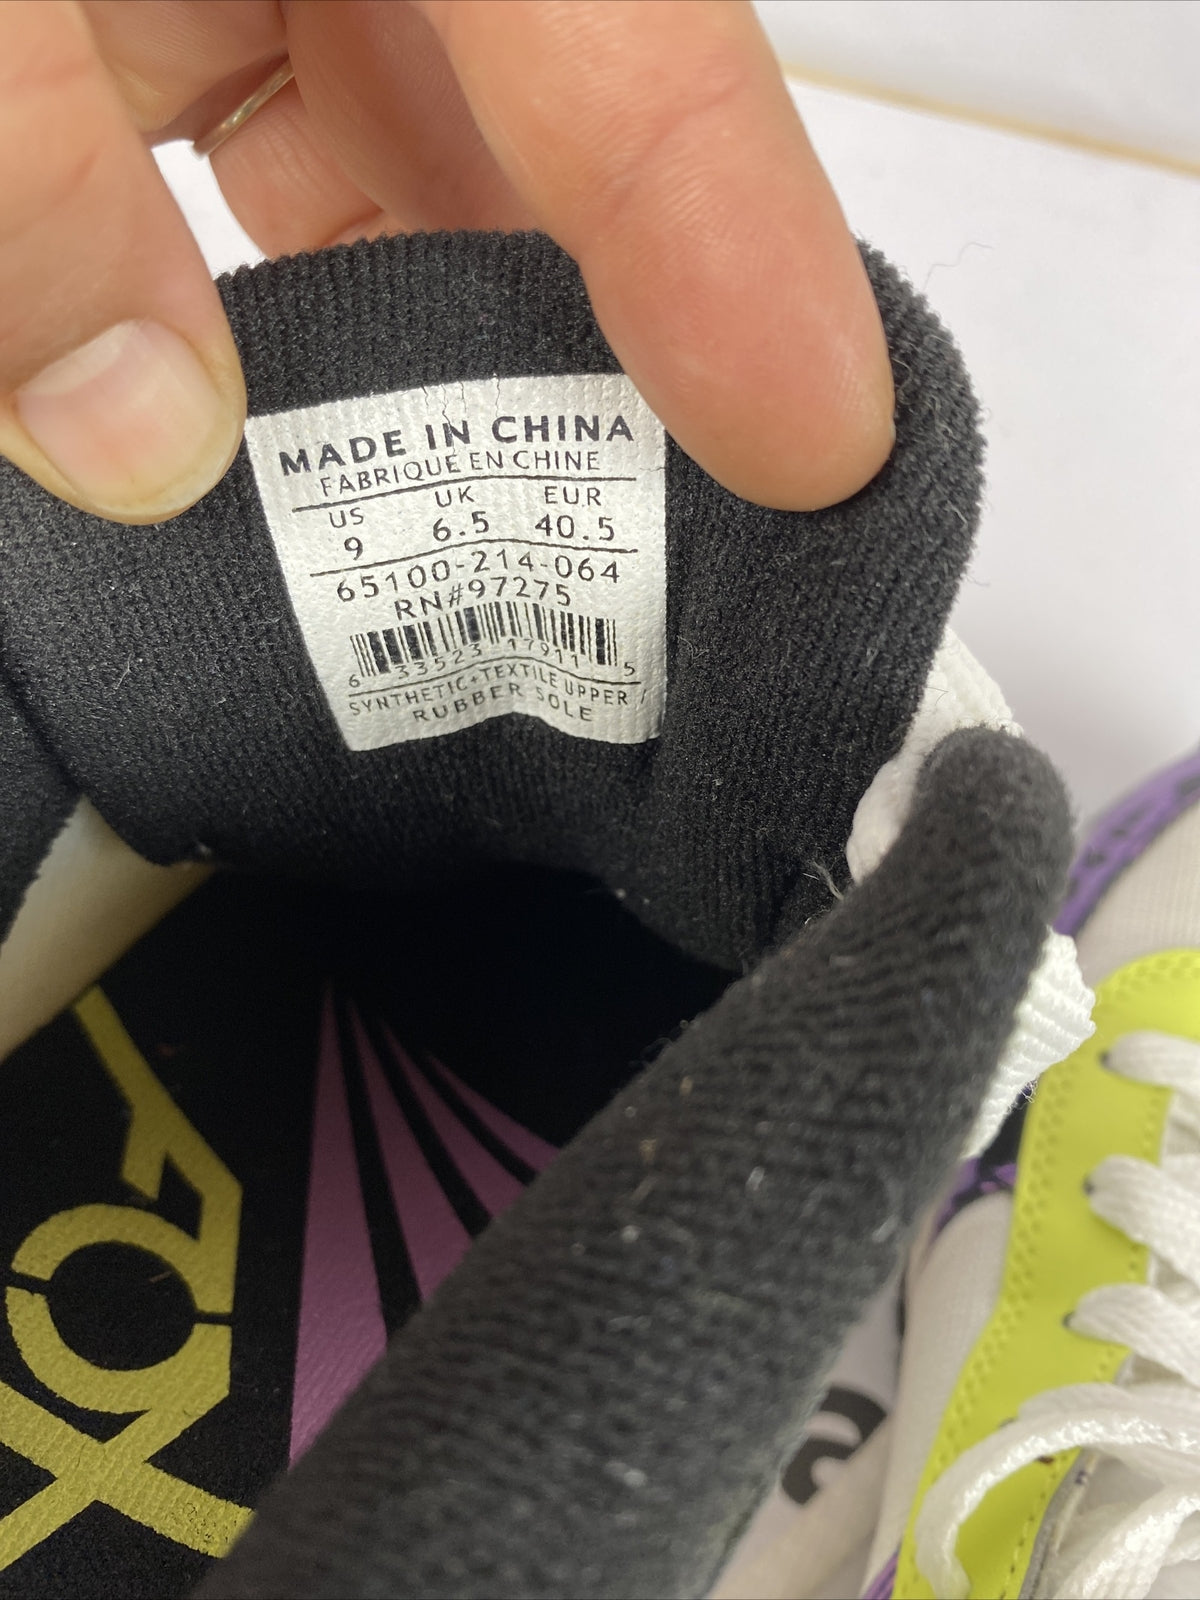 MADE IN CHINA
FABRIQUE EN CHINE
US UK EUR
9 6.5 40.5
65100-214-064
RN#97275
6 33523 17911 5
SYNTHETIC+TEXTILE UPPER /
RUBBER SOLE